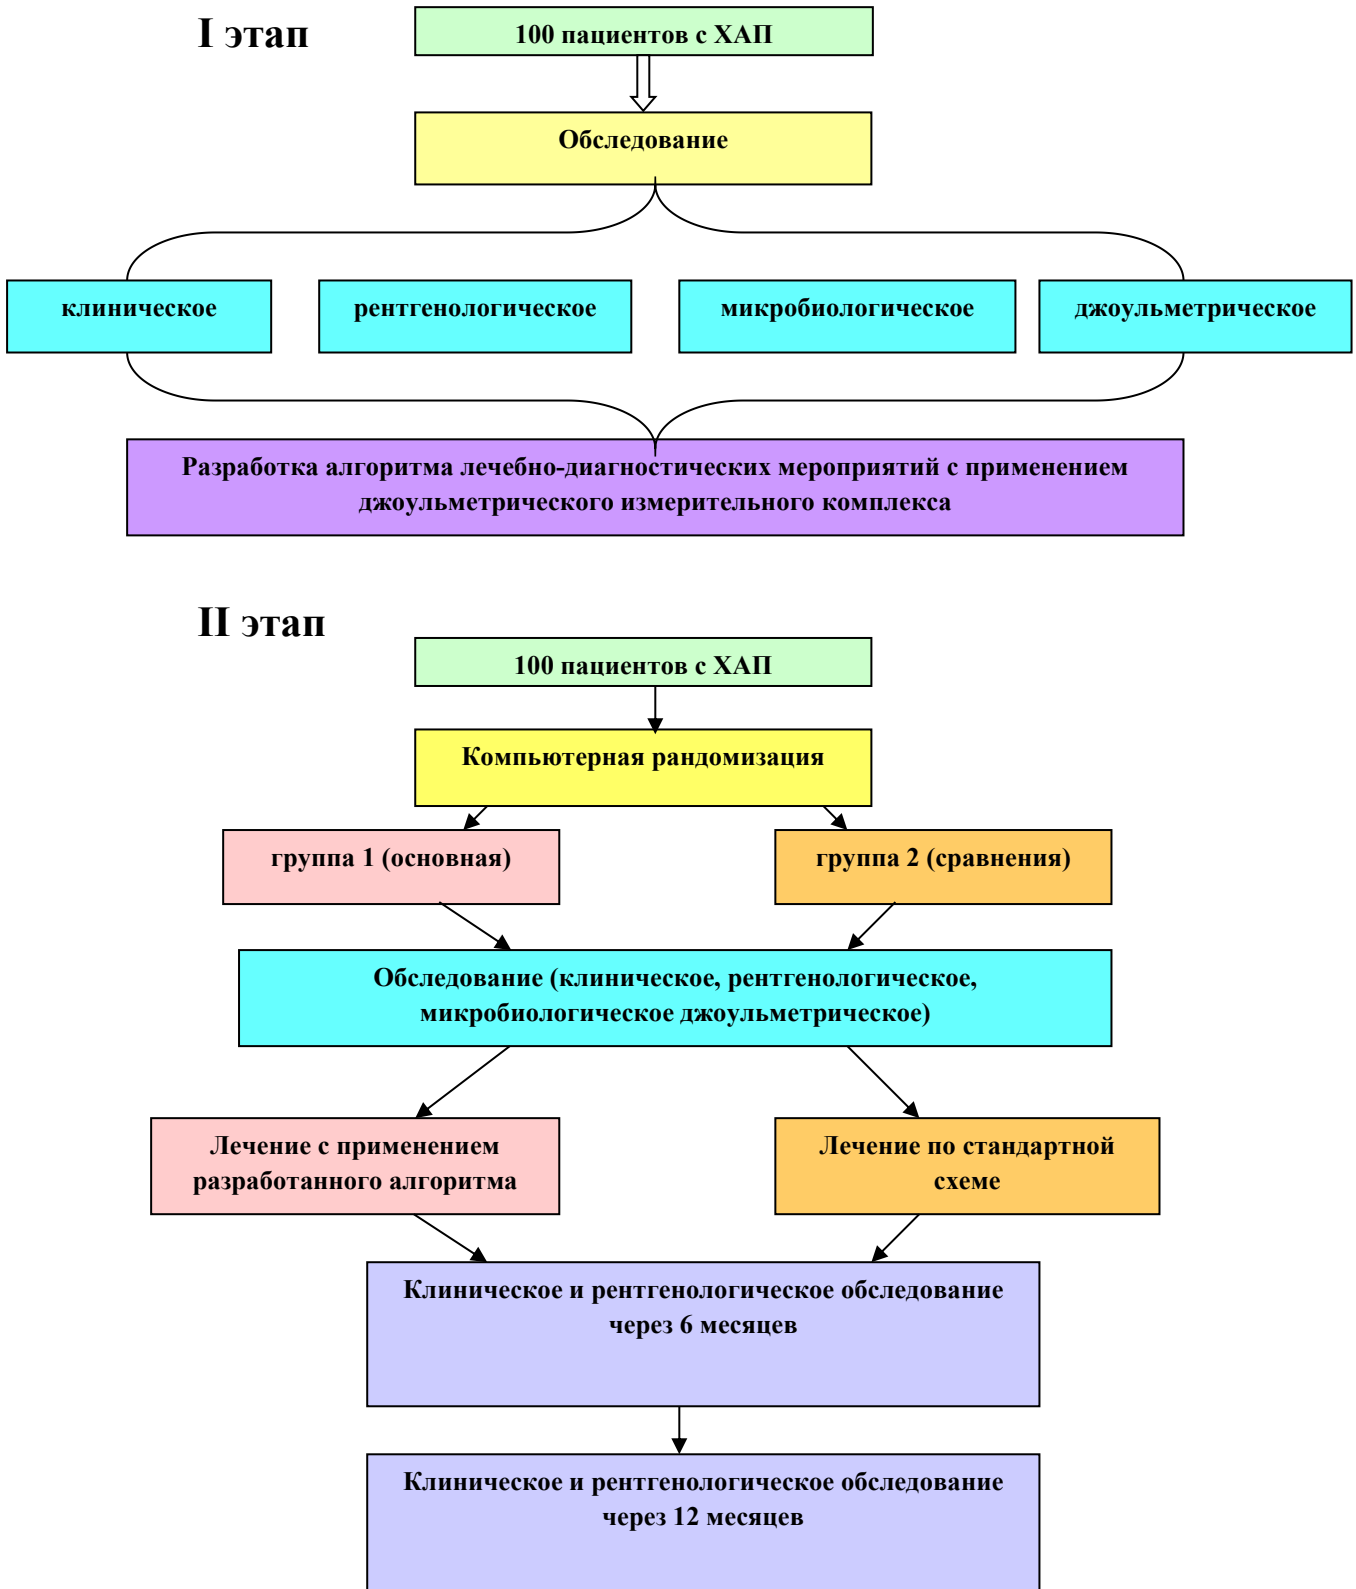 I этап
100 пациентов с ХАП
Обследование
клиническое
рентгенологическое
микробиологическое
джоульметрическое
Разработка алгоритма лечебно-диагностических мероприятий с применением
джоульметрического измерительного комплекса
II этап
100 пациентов с ХАП
Компьютерная рандомизация
группа 1 (основная)
группа 2 (сравнения)
Обследование (клиническое, рентгенологическое,
микробиологическое джоульметрическое)
Лечение с применением
разработанного алгоритма
Лечение по стандартной
схеме
Клиническое и рентгенологическое обследование
через 6 месяцев
Клиническое и рентгенологическое обследование
через 12 месяцев